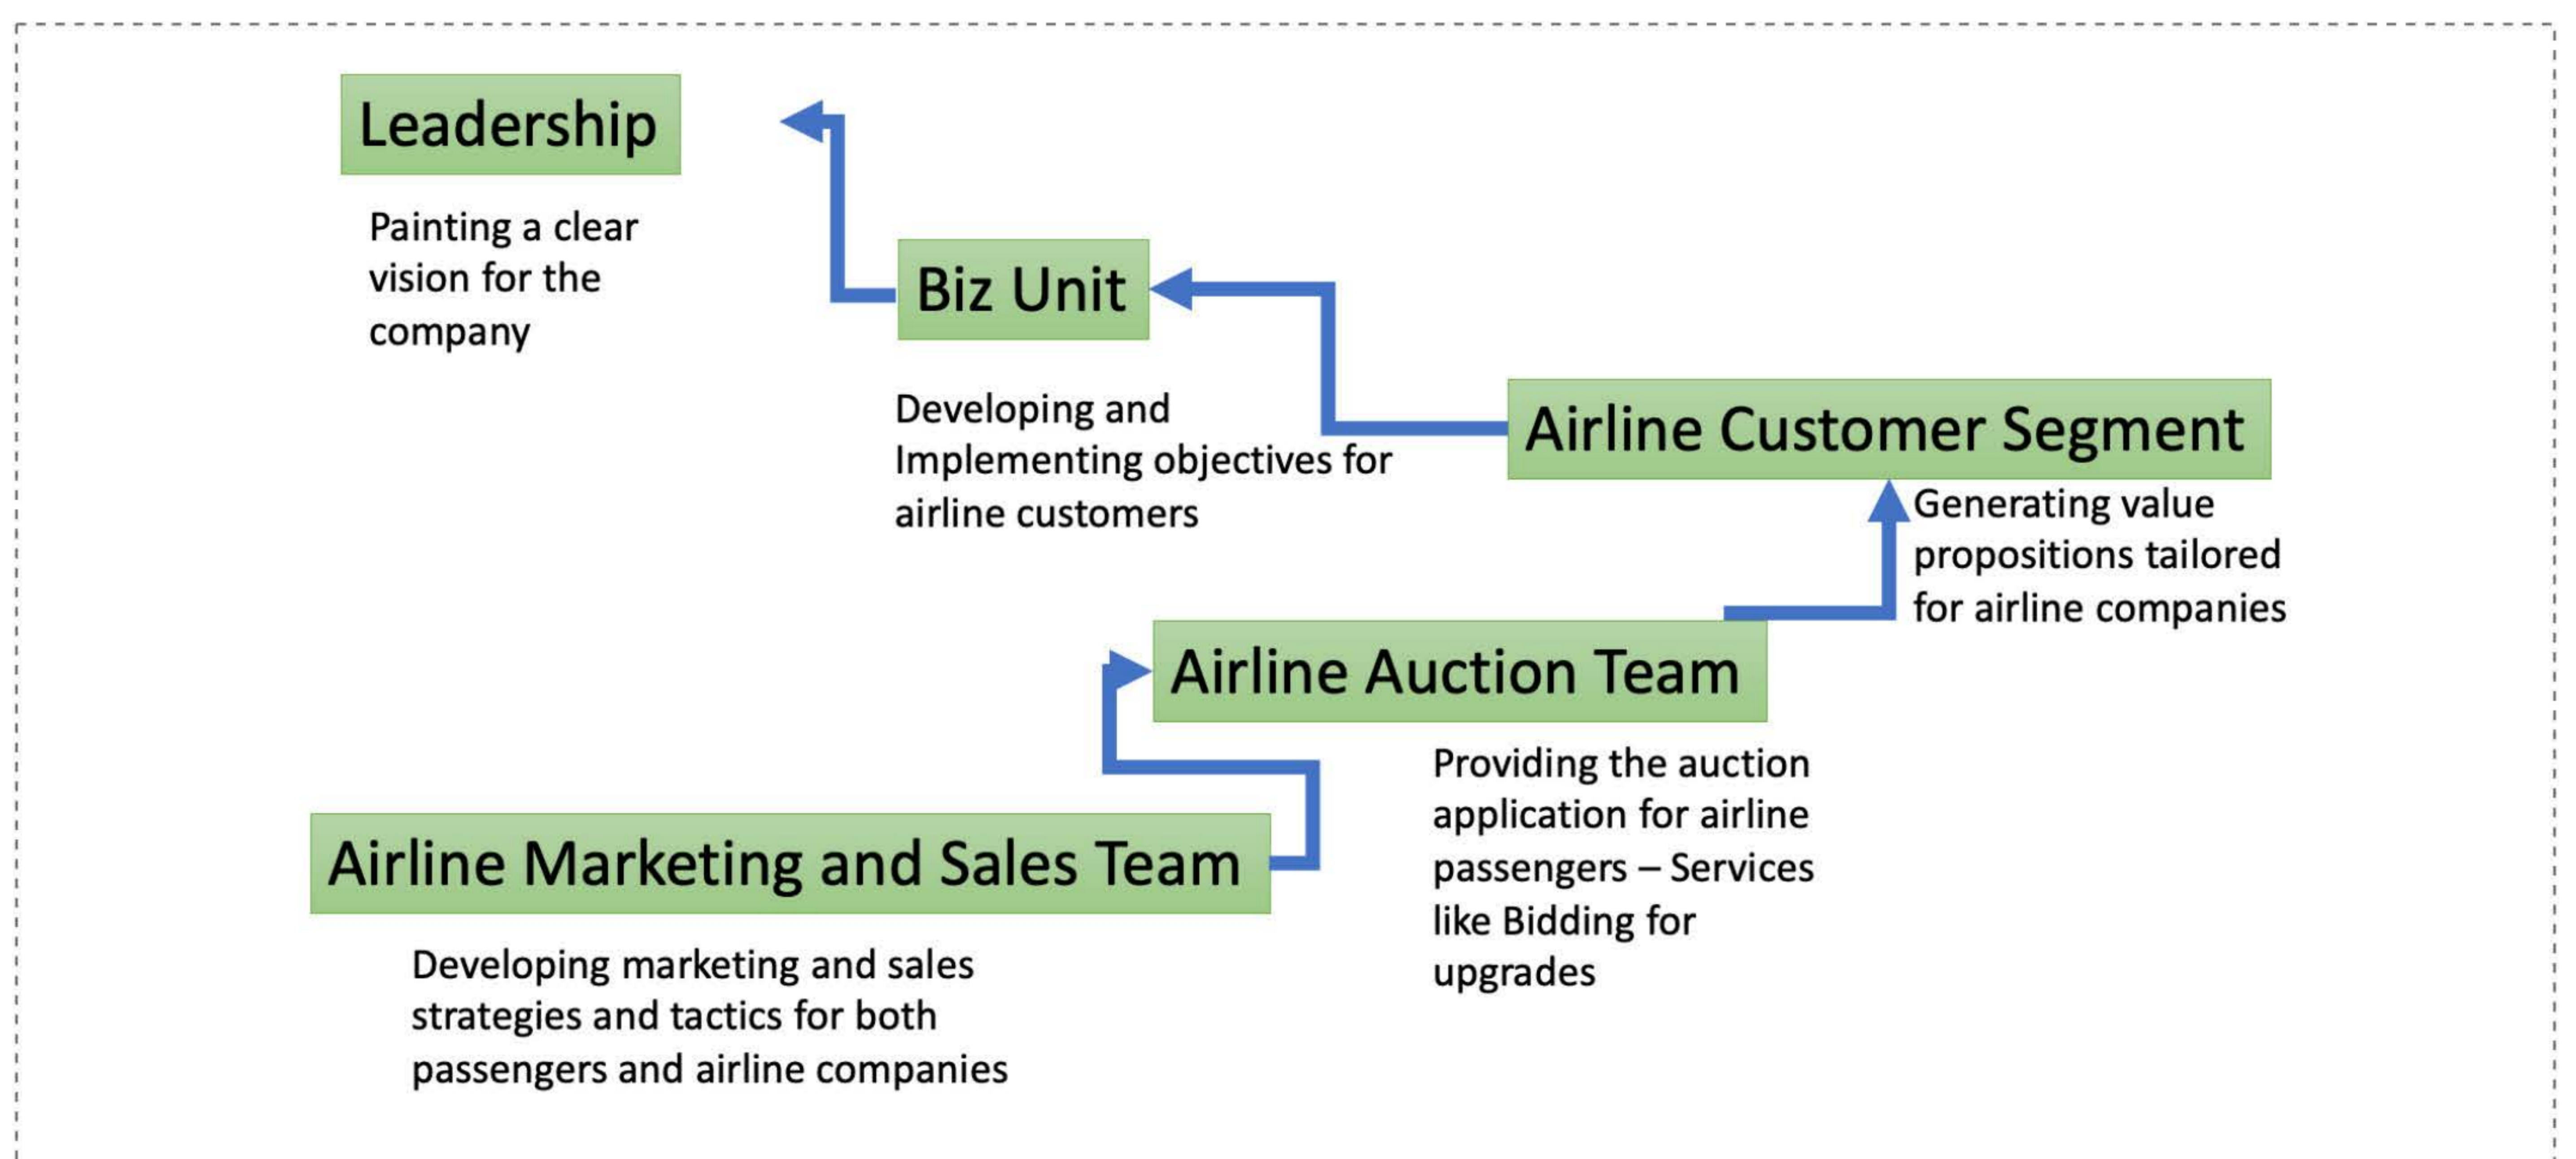 Leadership
Painting a clear
vision for the
company
Biz Unit
Developing and
Implementing objectives for
airline customers
Airline Customer Segment
Generating value
propositions tailored
for airline companies
Airline Auction Team
Providing the auction
application for airline
passengers – Services
like Bidding for
upgrades
Airline Marketing and Sales Team
Developing marketing and sales
strategies and tactics for both
passengers and airline companies